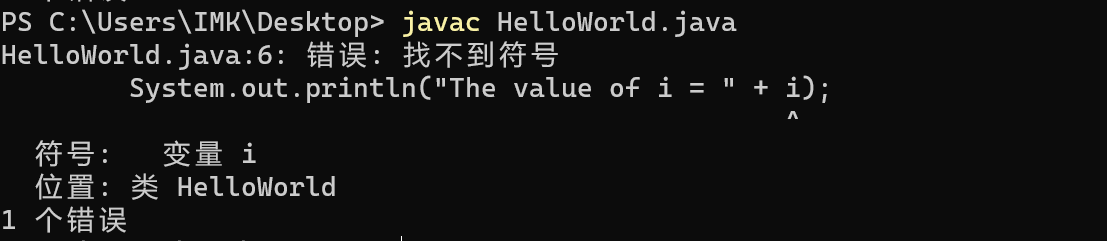 PS C:\Users\IMK\Desktop> javac HelloWorld.java
HelloWorld.java:6: 错误: 找不到符号
        System.out.println("The value of i = " + i);
                                                 ^
  符号:   变量 i
  位置: 类 HelloWorld
1 个错误